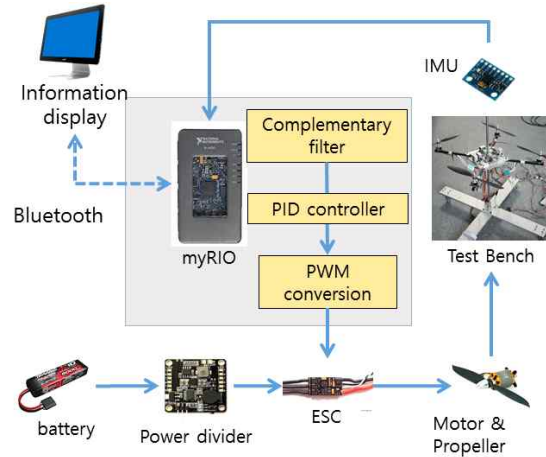 IMU
Information
display
Complementary
filter
Bluetooth
PID controller
myRIO
Test Bench
PWM
conversion
battery
Power divider
ESC
Motor &
Propeller